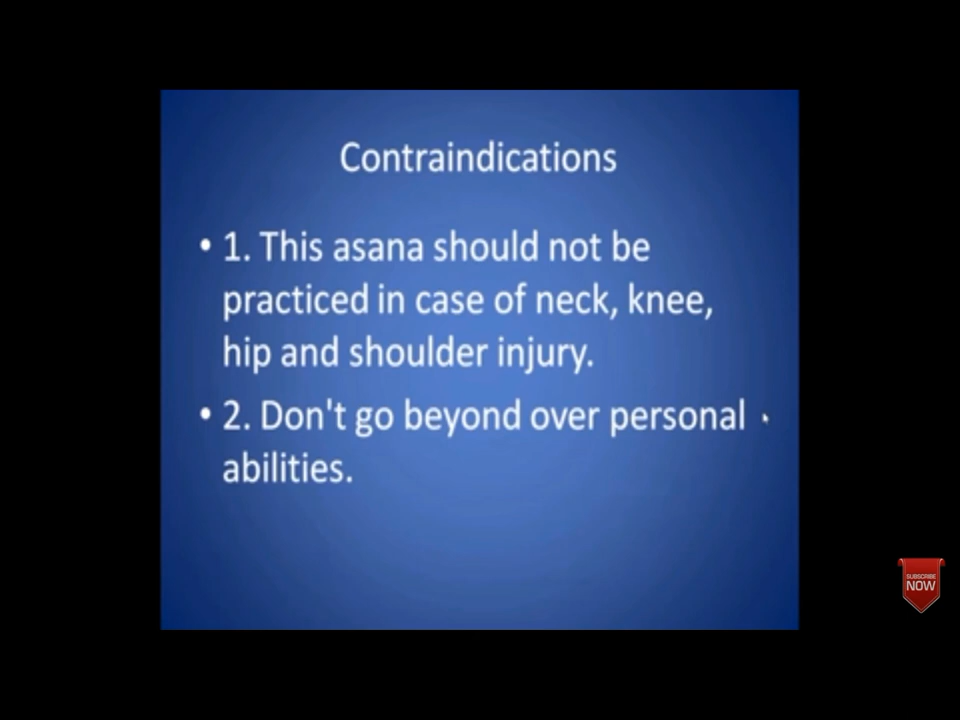 Contraindications
• 1. This asana should not be
practiced in case of neck, knee,
hip and shoulder injury.
• 2. Don't go beyond over personal
abilities.
SUBSCRIBE
NOW